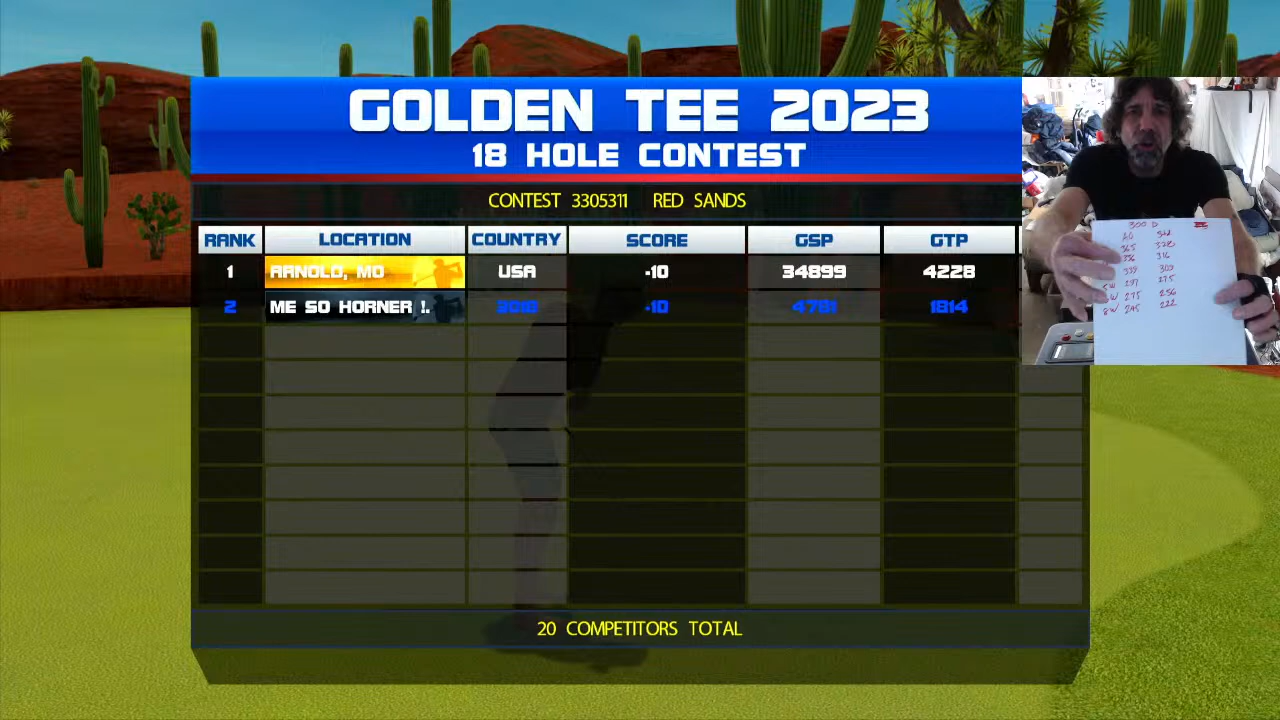 GOLDEN TEE 2023
18 HOLE CONTEST
CONTEST 3305311 RED SANDS
RANK LOCATION COUNTRY SCORE GSP GTP
1 ARNOLD, MO USA -10 34899 4228
2 ME SO HORNER !. -10 4781 1814
20 COMPETITORS TOTAL
300 D